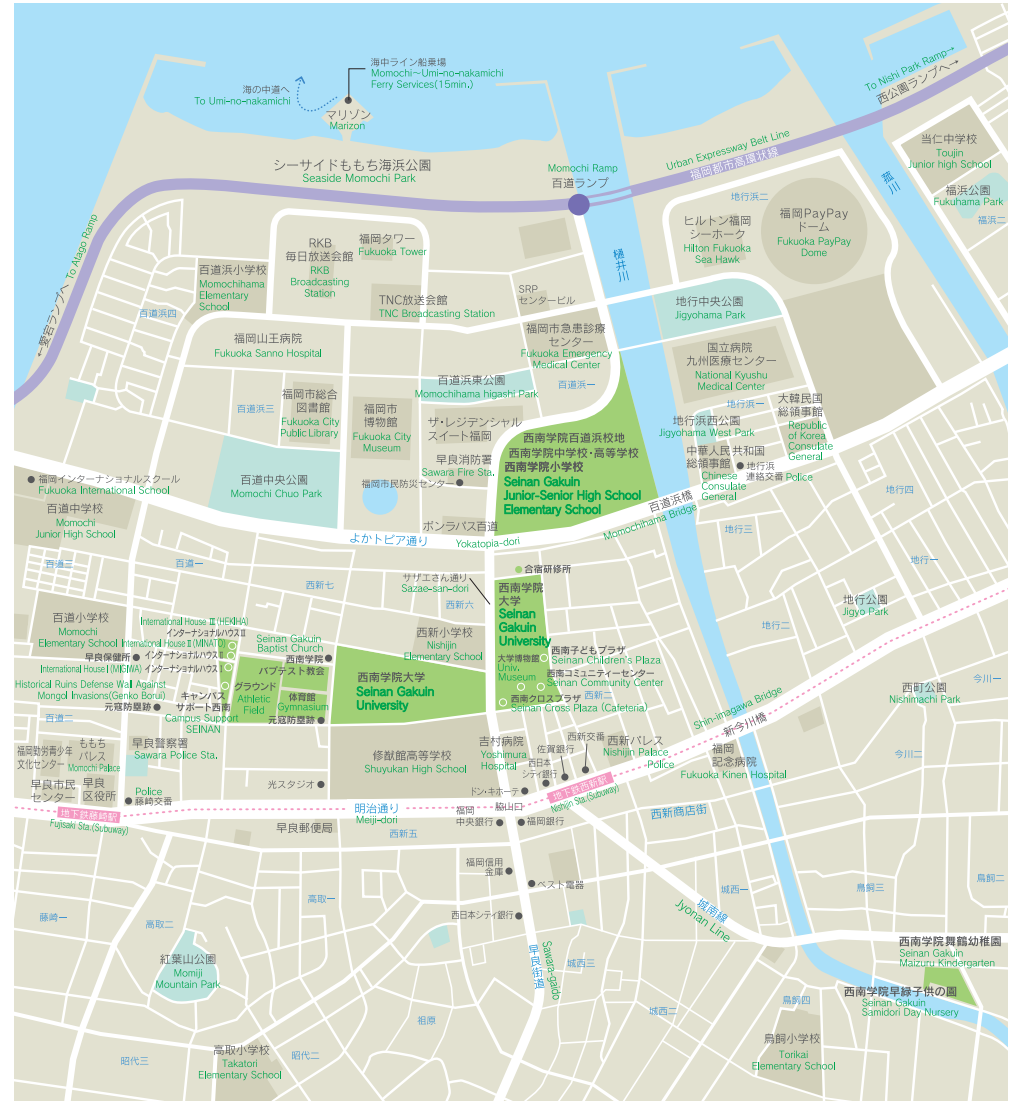 海中ライン船乗場
Momochi～Umi-no-nakamichi
Ferry Services(15min.)
海の中道へ
To Umi-no-nakamichi
マリゾン
Marizon
To Nishi Park Ramp→
西公園ランプへ→
Urban Expressway Belt Line
福岡都市高環状線
当仁中学校
Toujin
Junior high School
福浜公園
Fukuhama Park
福浜二
菰川
シーサイドももち海浜公園
Seaside Momochi Park
Momochi Ramp
百道ランプ
地行浜二
ヒルトン福岡
シーホーク
Hilton Fukuoka
Sea Hawk
福岡PayPay
ドーム
Fukuoka PayPay
Dome
To Atago Ramp
←愛宕ランプへ
RKB
毎日放送会館
RKB
Broadcasting
Station
福岡タワー
Fukuoka Tower
樋井川
百道浜小学校
Momochihama
Elementary
School
百道浜四
TNC放送会館
TNC Broadcasting Station
SRP
センタービル
地行中央公園
Jigyohama Park
福岡山王病院
Fukuoka Sanno Hospital
福岡市急患診療
センター
Fukuoka Emergency
Medical Center
国立病院
九州医療センター
National Kyushu
Medical Center
百道浜東公園
Momochihama higashi Park
百道浜一
福岡市総合
図書館
Fukuoka City
Public Library
百道浜三
福岡市
博物館
Fukuoka City
Museum
ザ・レジデンシャル
スイート福岡
地行浜一
大韓民国
総領事館
Republic
of Korea
Consulate
General
地行浜西公園
Jigyohama West Park
西南学院百道浜校地
西南学院中学校・高等学校
西南学院小学校
Seinan Gakuin
Junior-Senior High School
Elementary School
中華人民共和国
総領事館
Chinese
Consulate
General
地行浜
連絡交番 Police
早良消防署
Sawara Fire Sta.
福岡市民防災センター
福岡インターナショナルスクール
Fukuoka International School
百道中央公園
Momochi Chuo Park
地行四
百道中学校
Momochi
Junior High School
ボンラパス百道
百道浜橋
Momochihama Bridge
よかトピア通り
Yokatopia-dori
地行三
百道三
百道一
西新七
合宿研修所
地行一
サザエさん通り
Sazae-san-dori
西南学院
大学
Seinan
Gakuin
University
西新六
地行公園
Jigyo Park
百道小学校
Momochi
Elementary School
International House Ⅲ (HEKIHA)
インターナショナルハウスⅡ
International House Ⅱ (MINATO)
早良保健所
インターナショナルハウスⅠ
International House Ⅰ (MIGIWA)
インターナショナルハウスⅠ
Seinan Gakuin
Baptist Church
西南学院
バプテスト教会
西新小学校
Nishijin
Elementary School
地行二
大学博物館
Univ.
Museum
西南子どもプラザ
Seinan Children's Plaza
西南コミュニティーセンター
Seinan Community Center
西南クロスプラザ
Seinan Cross Plaza (Cafeteria)
西新二
Historical Ruins Defense Wall Against
Mongol Invasions(Genko Borui)
元寇防塁跡
キャンパス
サポート西南
Campus Support
SEINAN
グラウンド
Athletic
Field
体育館
Gymnasium
元寇防塁跡
西南学院大学
Seinan Gakuin
University
今川一
西町公園
Nishimachi Park
Shin-imagawa Bridge
新今川橋
百道二
福岡勤労青少年
文化センター
ももち
パレス
Momochi Palace
早良警察署
Sawara Police Sta.
修猷館高等学校
Shuyukan High School
吉村病院
Yoshimura
Hospital
佐賀銀行
西新交番
西日本
シティ銀行
西新パレス
Nishijin Palace
Police
福岡
記念病院
Fukuoka Kinen Hospital
今川二
早良市民
センター
早良
区役所
Police
藤崎交番
光スタジオ
ドン・キホーテ
地下鉄西新駅
Nishijin Sta.(Subuway)
地下鉄藤崎駅
Fujisaki Sta.(Subuway)
明治通り
Meiji-dori
脇山口
西新商店街
早良郵便局
西新五
福岡
中央銀行
福岡銀行
福岡信用
金庫
ベスト電器
鳥飼二
鳥飼三
城西一
高取一
城南線
Jyonan Line
藤崎一
高取二
西日本シティ銀行
早良街道
Sawara-gaido
西南学院舞鶴幼稚園
Seinan Gakuin
Maizuru Kindergarten
紅葉山公園
Momiji
Mountain Park
城西三
西南学院早緑子供の園
Seinan Gakuin
Samidori Day Nursery
城西二
鳥飼四
祖原
鳥飼小学校
Torikai
Elementary School
昭代三
高取小学校
Takatori
Elementary School
昭代二